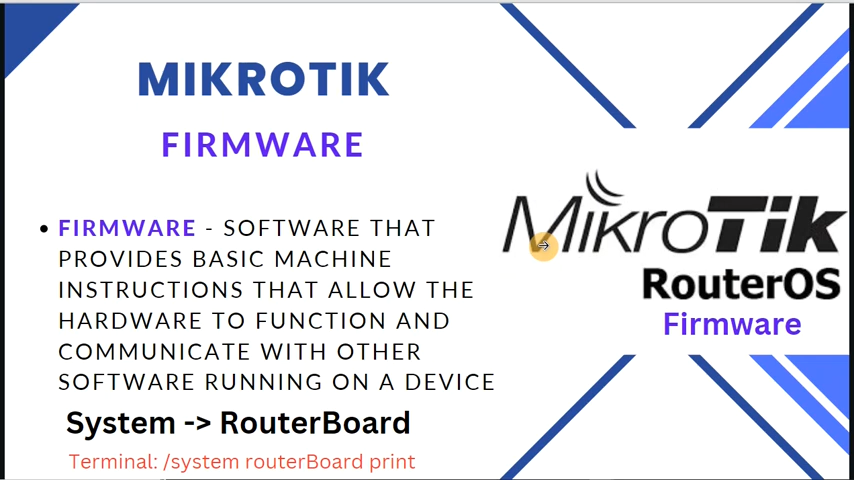 MIKROTIK
FIRMWARE
• FIRMWARE - SOFTWARE THAT
PROVIDES BASIC MACHINE
INSTRUCTIONS THAT ALLOW THE
HARDWARE TO FUNCTION AND
COMMUNICATE WITH OTHER
SOFTWARE RUNNING ON A DEVICE
System -> RouterBoard
Terminal: /system routerBoard print
MikroTik
RouterOS
Firmware